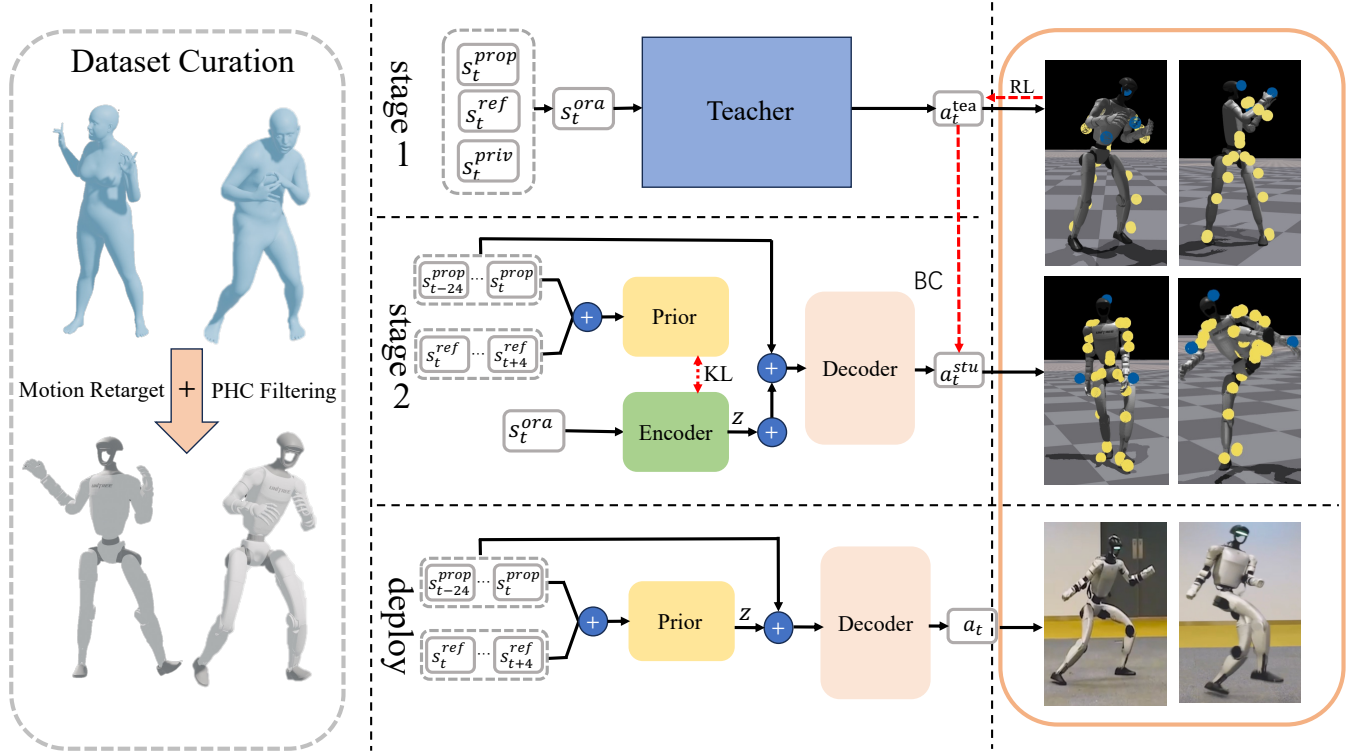 Dataset Curation
Motion Retarget + PHC Filtering
stage 1
s_t^{prop}
s_t^{ref}
s_t^{priv}
s_t^{ora}
Teacher
a_t^{tea}
RL
stage 2
s_{t-24}^{prop} ... s_t^{prop}
s_t^{ref} ... s_{t+4}^{ref}
+
Prior
KL
s_t^{ora}
Encoder
z
+
+
Decoder
BC
a_t^{stu}
deploy
s_{t-24}^{prop} ... s_t^{prop}
s_t^{ref} ... s_{t+4}^{ref}
+
Prior
z
+
Decoder
a_t